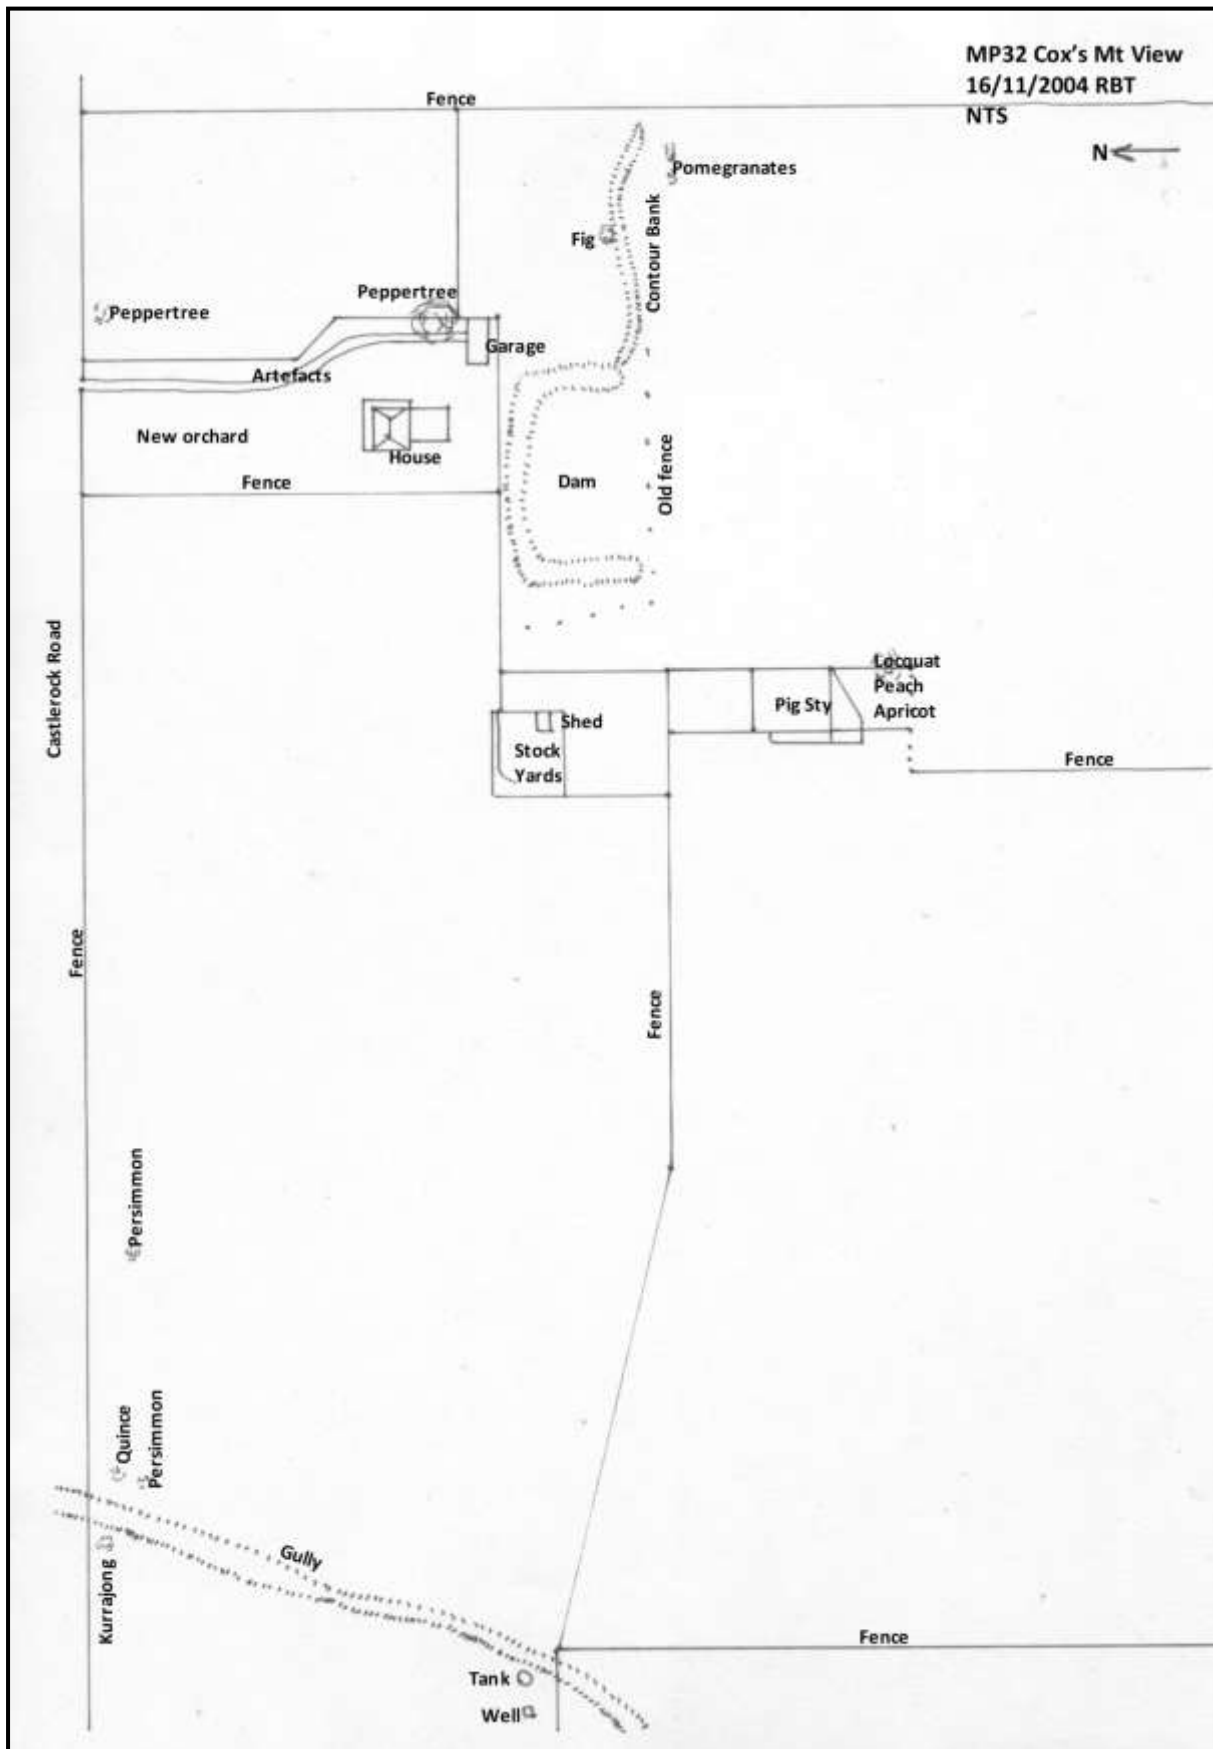 MP32 Cox's Mt View
16/11/2004 RBT
NTS
Fence
N
Pomegranates
Contour Bank
Fig
Peppertree
Peppertree
Garage
Artefacts
New orchard
House
Fence
Dam
Old fence
Castlerock Road
Locquat
Peach
Apricot
Pig Sty
Shed
Stock
Yards
Fence
Fence
Fence
Persimmon
Quince
Persimmon
Gully
Kurrajong
Fence
Tank
Well